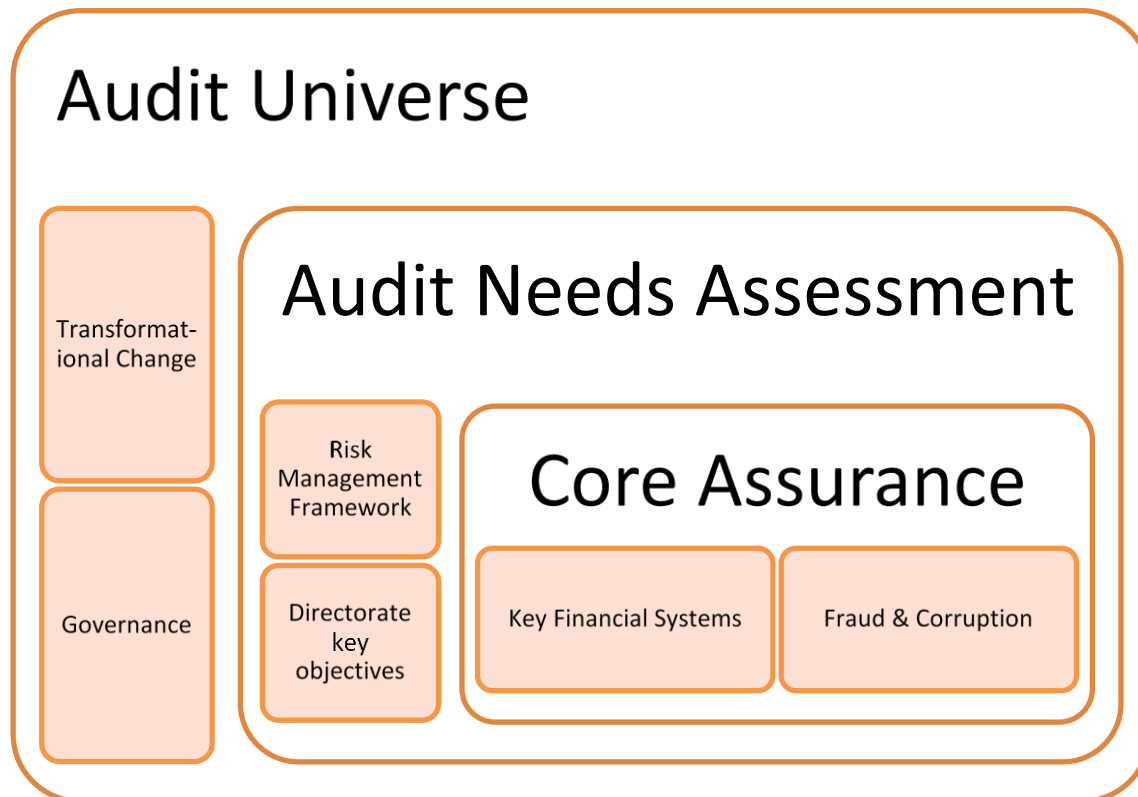 Audit Universe
Transformat-
ional Change
Governance
Audit Needs Assessment
Risk
Management
Framework
Directorate
key
objectives
Core Assurance
Key Financial Systems
Fraud & Corruption